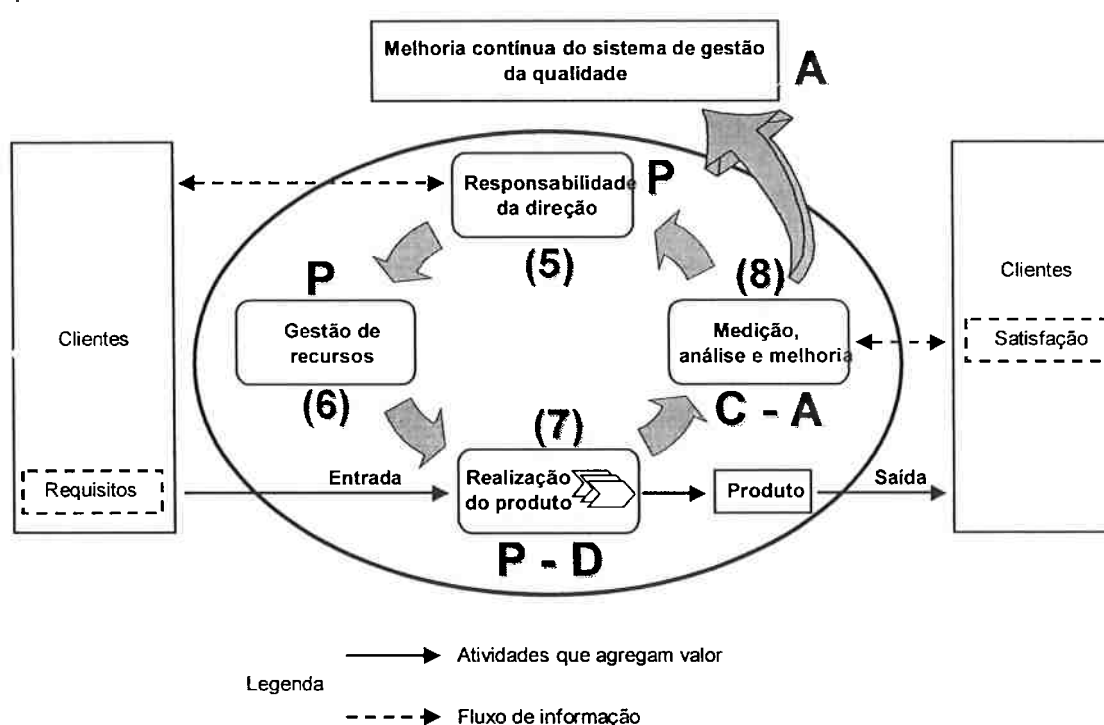 Melhoria contínua do sistema de gestão
da qualidade
A
Responsabilidade
da direção
P
(5)
P
Gestão de
recursos
(6)
(8)
Medição,
análise e melhoria
C - A
Clientes
Requisitos
Entrada
(7)
Realização
do produto
P - D
Produto
Saída
Clientes
Satisfação
Legenda
Atividades que agregam valor
Fluxo de informação